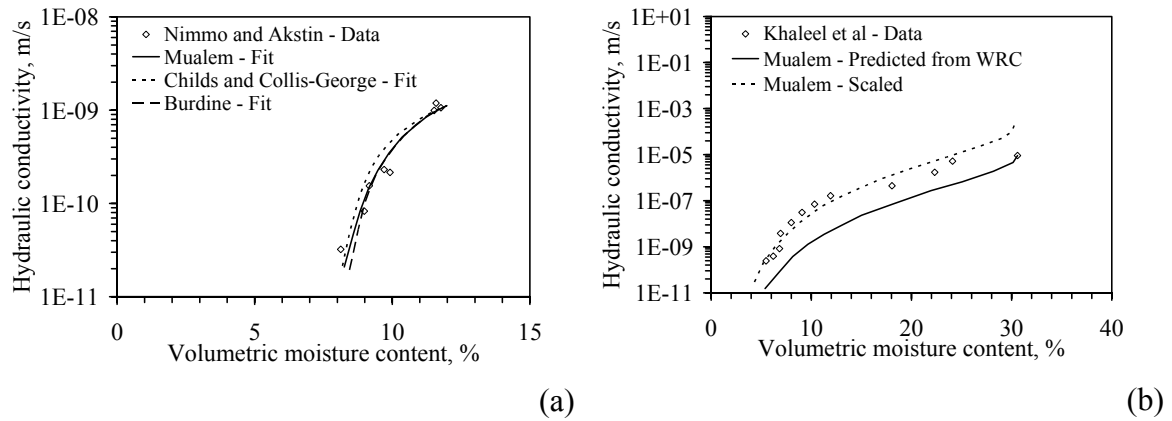 Hydraulic conductivity, m/s
1E-08
1E-09
1E-10
1E-11
Nimmo and Akstin - Data
Mualem - Fit
Childs and Collis-George - Fit
Burdine - Fit
0 5 10 15
Volumetric moisture content, %
(a)
Hydraulic conductivity, m/s
1E+01
1E-01
1E-03
1E-05
1E-07
1E-09
1E-11
Khaleel et al - Data
Mualem - Predicted from WRC
Mualem - Scaled
0 10 20 30 40
Volumetric moisture content, %
(b)